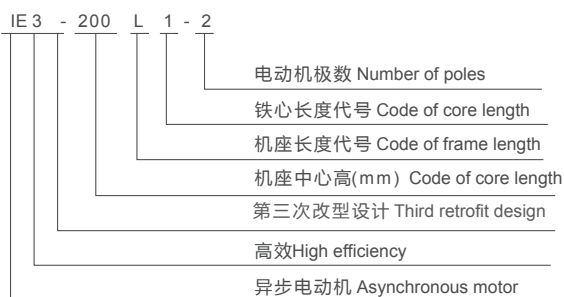 IE 3 - 200 L 1 - 2
电动机极数 Number of poles
铁心长度代号 Code of core length
机座长度代号 Code of frame length
机座中心高(mm) Code of core length
第三次改型设计 Third retrofit design
高效High efficiency
异步电动机 Asynchronous motor